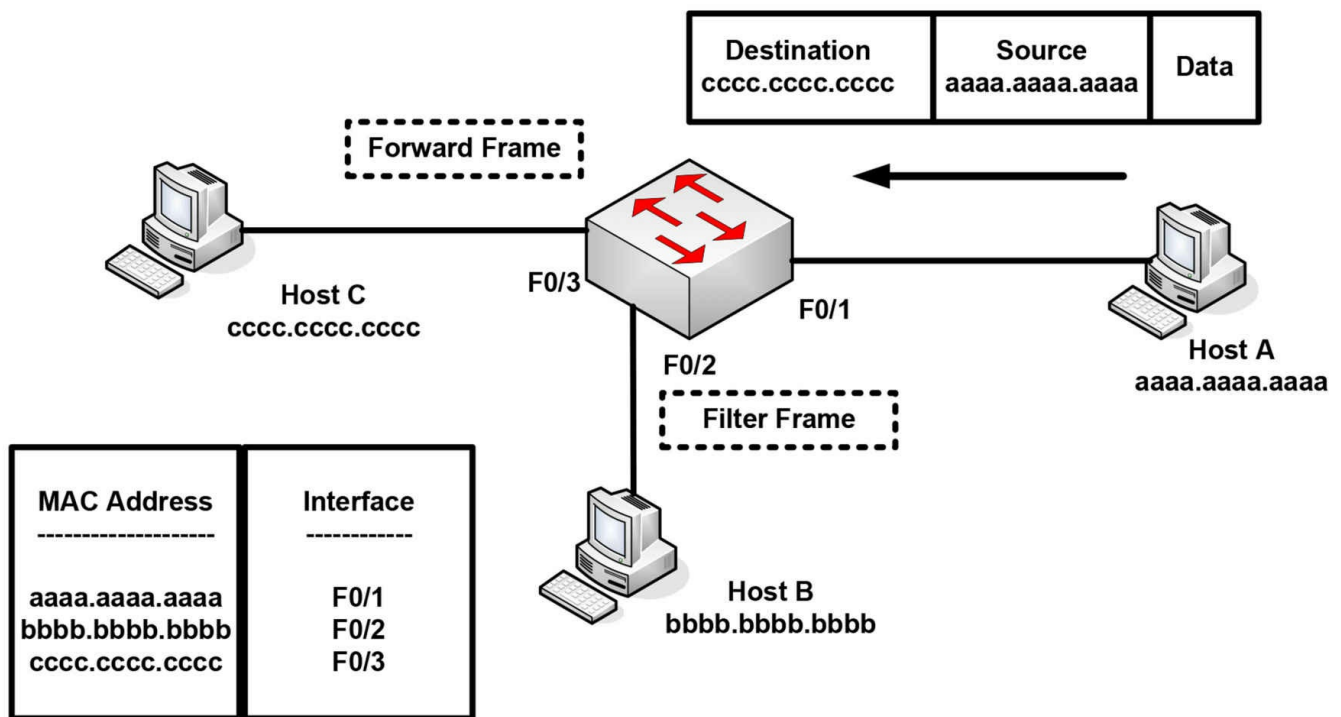 Destination
cccc.cccc.cccc
Source
aaaa.aaaa.aaaa
Data
Forward Frame
F0/3
F0/1
F0/2
Host C
cccc.cccc.cccc
Host A
aaaa.aaaa.aaaa
Filter Frame
Host B
bbbb.bbbb.bbbb
MAC Address Interface
-------------------- ------------
aaaa.aaaa.aaaa F0/1
bbbb.bbbb.bbbb F0/2
cccc.cccc.cccc F0/3